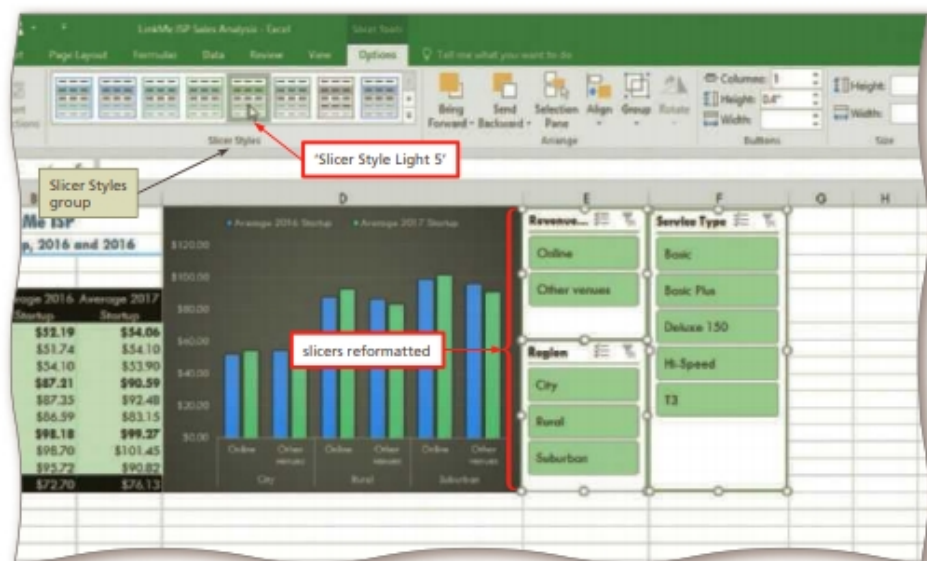 LinkMe ISP Sales Analysis - Excel
Slicer Tools
Page Layout Formulas Data Review View Options Tell me what you want to do
Bring Forward
Send Backward
Selection Pane
Align
Group
Rotate
Columns: 1
Height: 0.4"
Width:
Height:
Width:
Slicer Styles
Arrange
Buttons
Size
'Slicer Style Light 5'
Slicer Styles
group
B D E F G H
Me ISP
p, 2016 and 2016
Average 2016 Startup Average 2017 Startup
$120.00
$100.00
$80.00
$60.00
$40.00
$20.00
$0.00
Online Other venues Online Other venues Online Other venues
City Rural Suburban
rage 2016 Average 2017
Startup Startup
$52.19 $54.06
$51.74 $54.10
$54.10 $53.90
$87.21 $90.59
$87.35 $92.48
$86.59 $83.15
$98.18 $99.27
$98.70 $101.45
$95.72 $90.82
$72.70 $76.13
slicers reformatted
Revenue...
Online
Other venues
Region
City
Rural
Suburban
Service Type
Basic
Basic Plus
Deluxe 150
Hi-Speed
T3